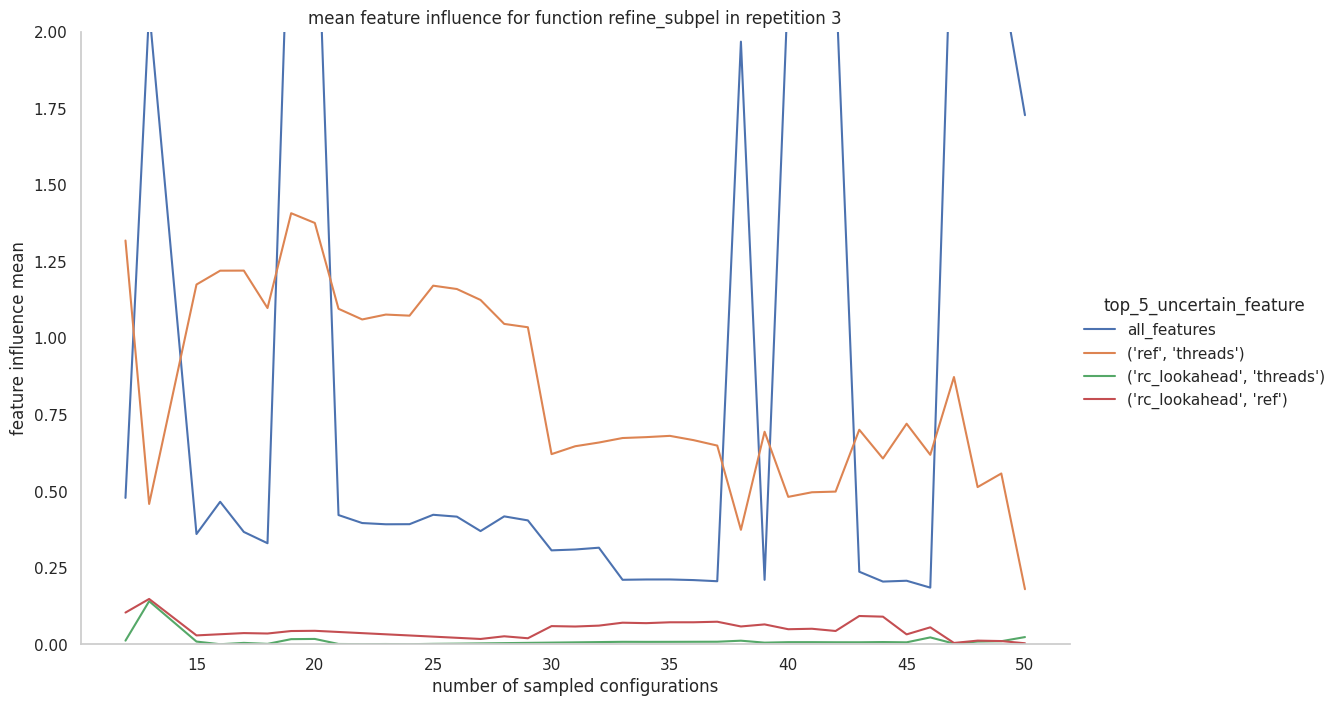 mean feature influence for function refine_subpel in repetition 3
2.00
1.75
1.50
1.25
1.00
0.75
0.50
0.25
0.00
feature influence mean
15 20 25 30 35 40 45 50
number of sampled configurations
top_5_uncertain_feature
all_features
('ref', 'threads')
('rc_lookahead', 'threads')
('rc_lookahead', 'ref')